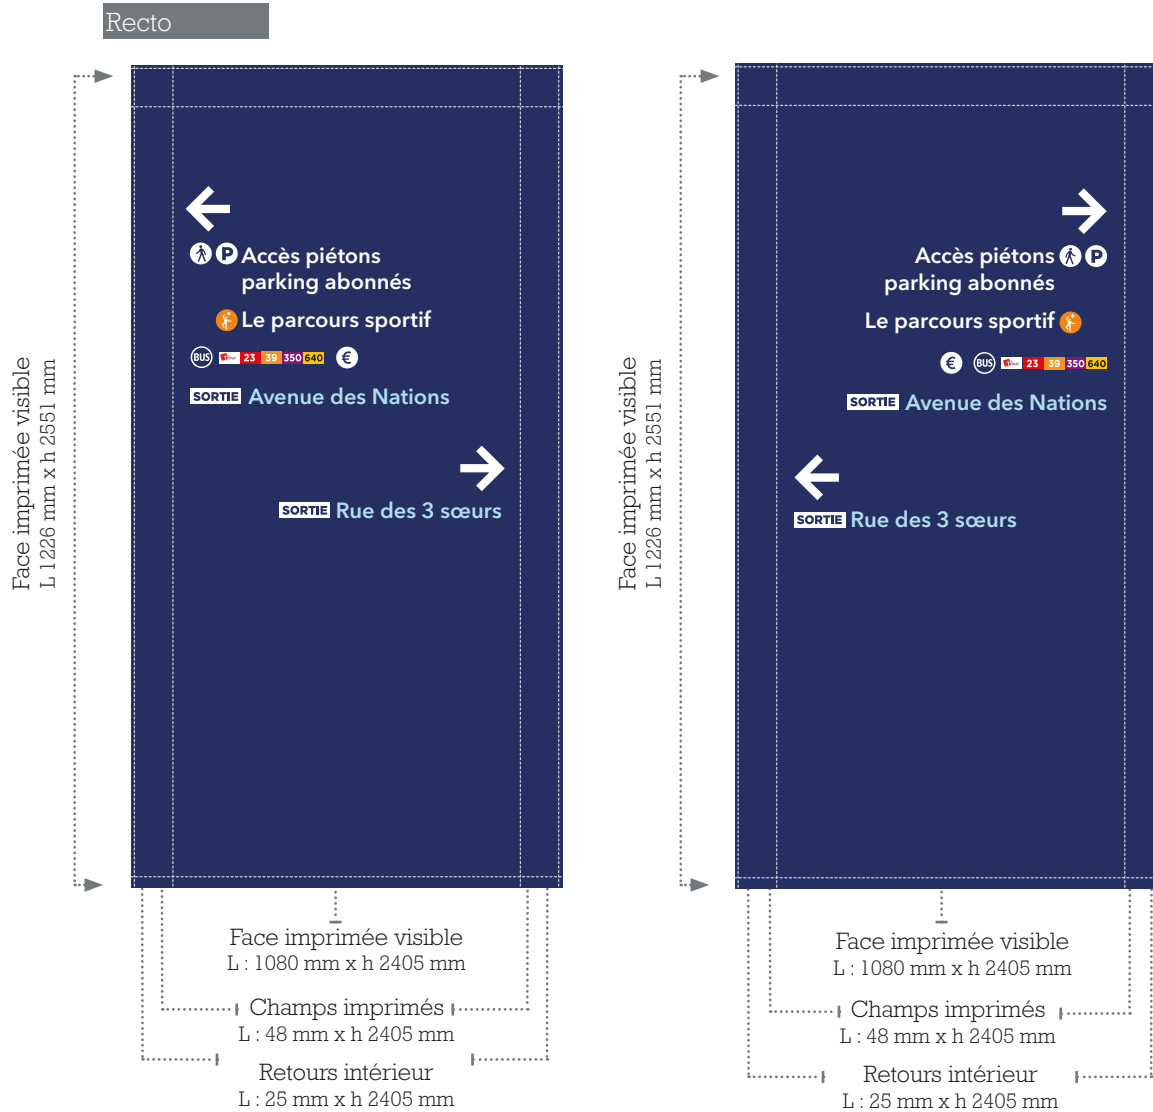 Recto
Face imprimée visible
L 1226 mm x h 2551 mm
P Accès piétons
parking abonnés
Le parcours sportif
BUS 23 39 350 640 €
SORTIE Avenue des Nations
SORTIE Rue des 3 sœurs
Face imprimée visible
L : 1080 mm x h 2405 mm
Champs imprimés
L : 48 mm x h 2405 mm
Retours intérieur
L : 25 mm x h 2405 mm
Face imprimée visible
L 1226 mm x h 2551 mm
Accès piétons P
parking abonnés
Le parcours sportif
€ BUS 23 39 350 640
SORTIE Avenue des Nations
SORTIE Rue des 3 sœurs
Face imprimée visible
L : 1080 mm x h 2405 mm
Champs imprimés
L : 48 mm x h 2405 mm
Retours intérieur
L : 25 mm x h 2405 mm